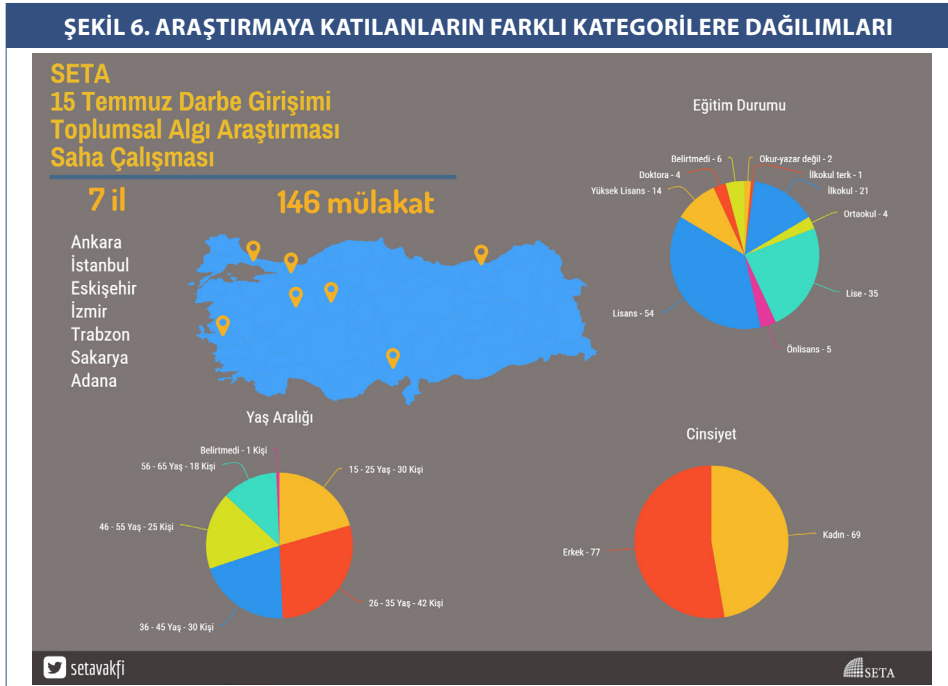 ŞEKİL 6. ARAŞTIRMAYA KATILANLARIN FARKLI KATEGORİLERE DAĞILIMLARI
SETA
15 Temmuz Darbe Girişimi
Toplumsal Algı Araştırması
Saha Çalışması
7 il
146 mülakat
Ankara
İstanbul
Eskişehir
İzmir
Trabzon
Sakarya
Adana
Eğitim Durumu
Belirtmedi - 6
Okur-yazar değil - 2
Doktora - 4
İlkokul terk - 1
Yüksek Lisans - 14
İlkokul - 21
Ortaokul - 4
Lise - 35
Lisans - 54
Önlisans - 5
Yaş Aralığı
Belirtmedi - 1 Kişi
56 - 65 Yaş - 18 Kişi
15 - 25 Yaş - 30 Kişi
46 - 55 Yaş - 25 Kişi
26 - 35 Yaş - 42 Kişi
36 - 45 Yaş - 30 Kişi
Cinsiyet
Kadın - 69
Erkek - 77
setavakfi
SETA